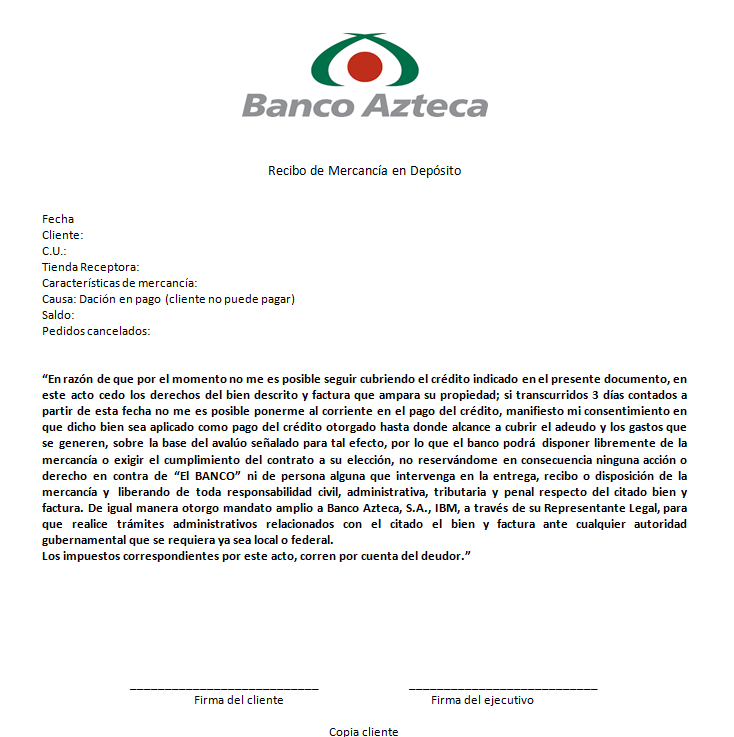 Banco Azteca
Recibo de Mercancía en Depósito
Fecha
Cliente:
C.U.:
Tienda Receptora:
Características de mercancía:
Causa: Dación en pago (cliente no puede pagar)
Saldo:
Pedidos cancelados:
“En razón de que por el momento no me es posible seguir cubriendo el crédito indicado en el presente documento, en
este acto cedo los derechos del bien descrito y factura que ampara su propiedad; si transcurridos 3 días contados a
partir de esta fecha no me es posible ponerme al corriente en el pago del crédito, manifiesto mi consentimiento en
que dicho bien sea aplicado como pago del crédito otorgado hasta donde alcance a cubrir el adeudo y los gastos que
se generen, sobre la base del avalúo señalado para tal efecto, por lo que el banco podrá disponer libremente de la
mercancía o exigir el cumplimiento del contrato a su elección, no reservándome en consecuencia ninguna acción o
derecho en contra de “El BANCO” ni de persona alguna que intervenga en la entrega, recibo o disposición de la
mercancía y liberando de toda responsabilidad civil, administrativa, tributaria y penal respecto del citado bien y
factura. De igual manera otorgo mandato amplio a Banco Azteca, S.A., IBM, a través de su Representante Legal, para
que realice trámites administrativos relacionados con el citado el bien y factura ante cualquier autoridad
gubernamental que se requiera ya sea local o federal.
Los impuestos correspondientes por este acto, corren por cuenta del deudor.”
Firma del cliente
Firma del ejecutivo
Copia cliente